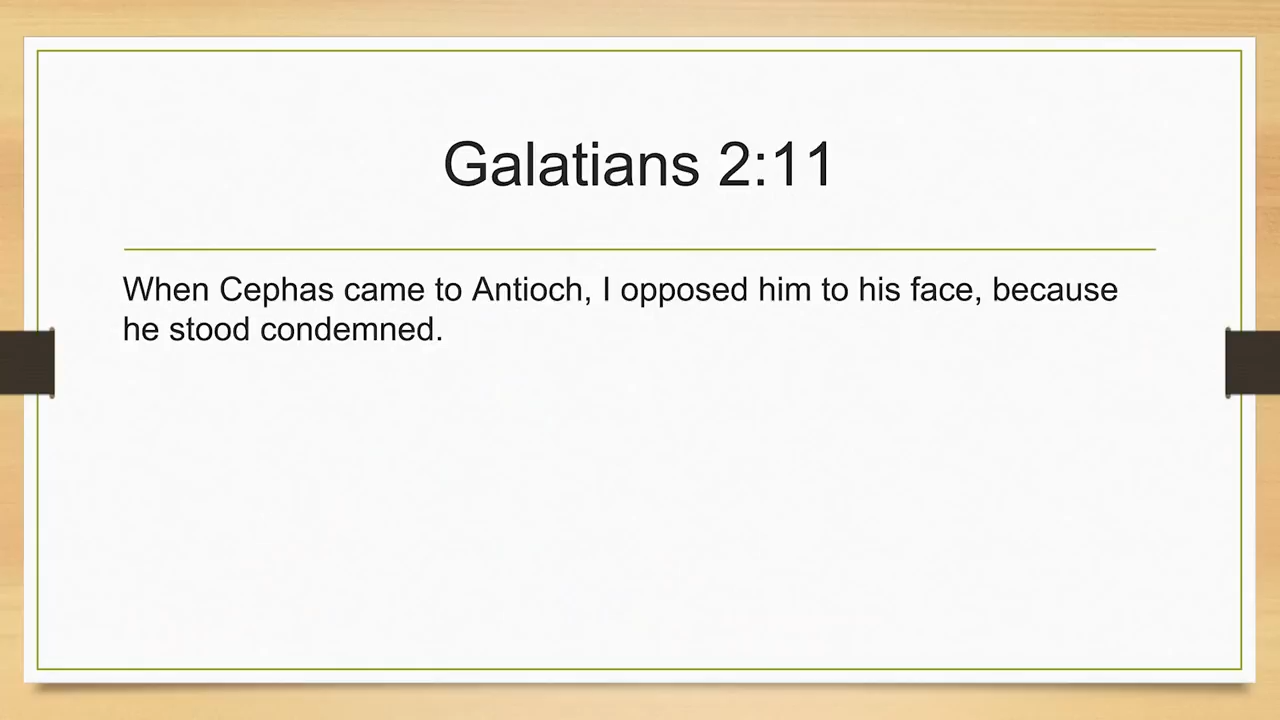 Galatians 2:11
When Cephas came to Antioch, I opposed him to his face, because
he stood condemned.